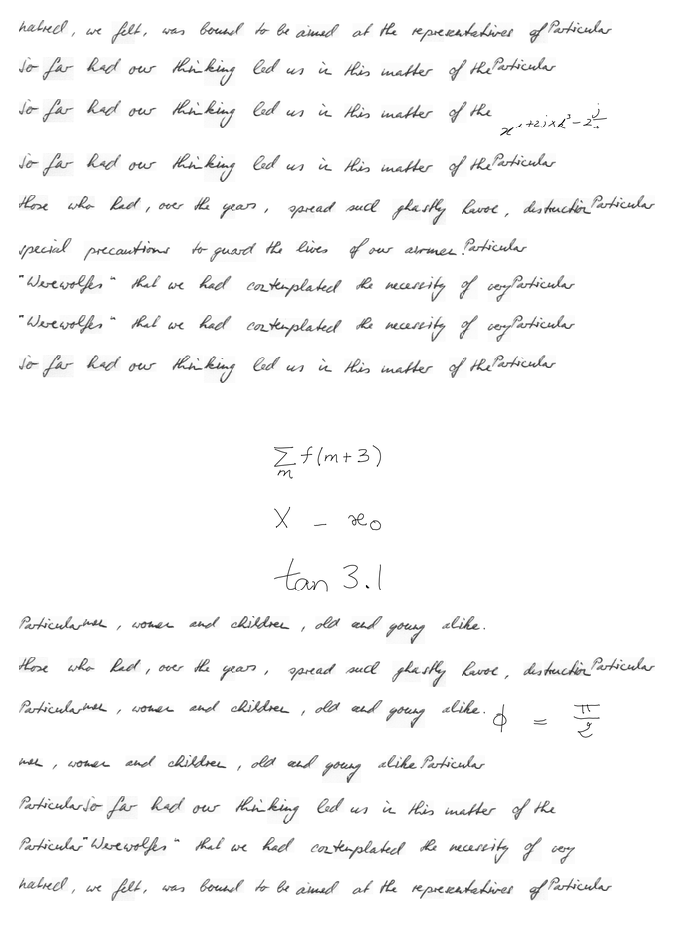 hatred, we felt, was bound to be aimed at the representatives of Particular
So far had our thinking led us in this matter of the Particular
So far had our thinking led us in this matter of the
So far had our thinking led us in this matter of the Particular
those who had, over the years, spread such ghastly havoc, destruction Particular
special precautions to guard the lives of our airmen. Particular
"Werewolfes" that we had contemplated the necessity of very Particular
"Werewolfes" that we had contemplated the necessity of very Particular
So far had our thinking led us in this matter of the Particular
∑_m f(m+3)
X - x_0
tan 3.1
Particular men, women and children, old and young alike.
those who had, over the years, spread such ghastly havoc, destruction Particular
Particular men, women and children, old and young alike. ϕ = π/2
men, women and children, old and young alike Particular
Particular So far had our thinking led us in this matter of the
Particular "Werewolfes" that we had contemplated the necessity of very
hatred, we felt, was bound to be aimed at the representatives of Particular